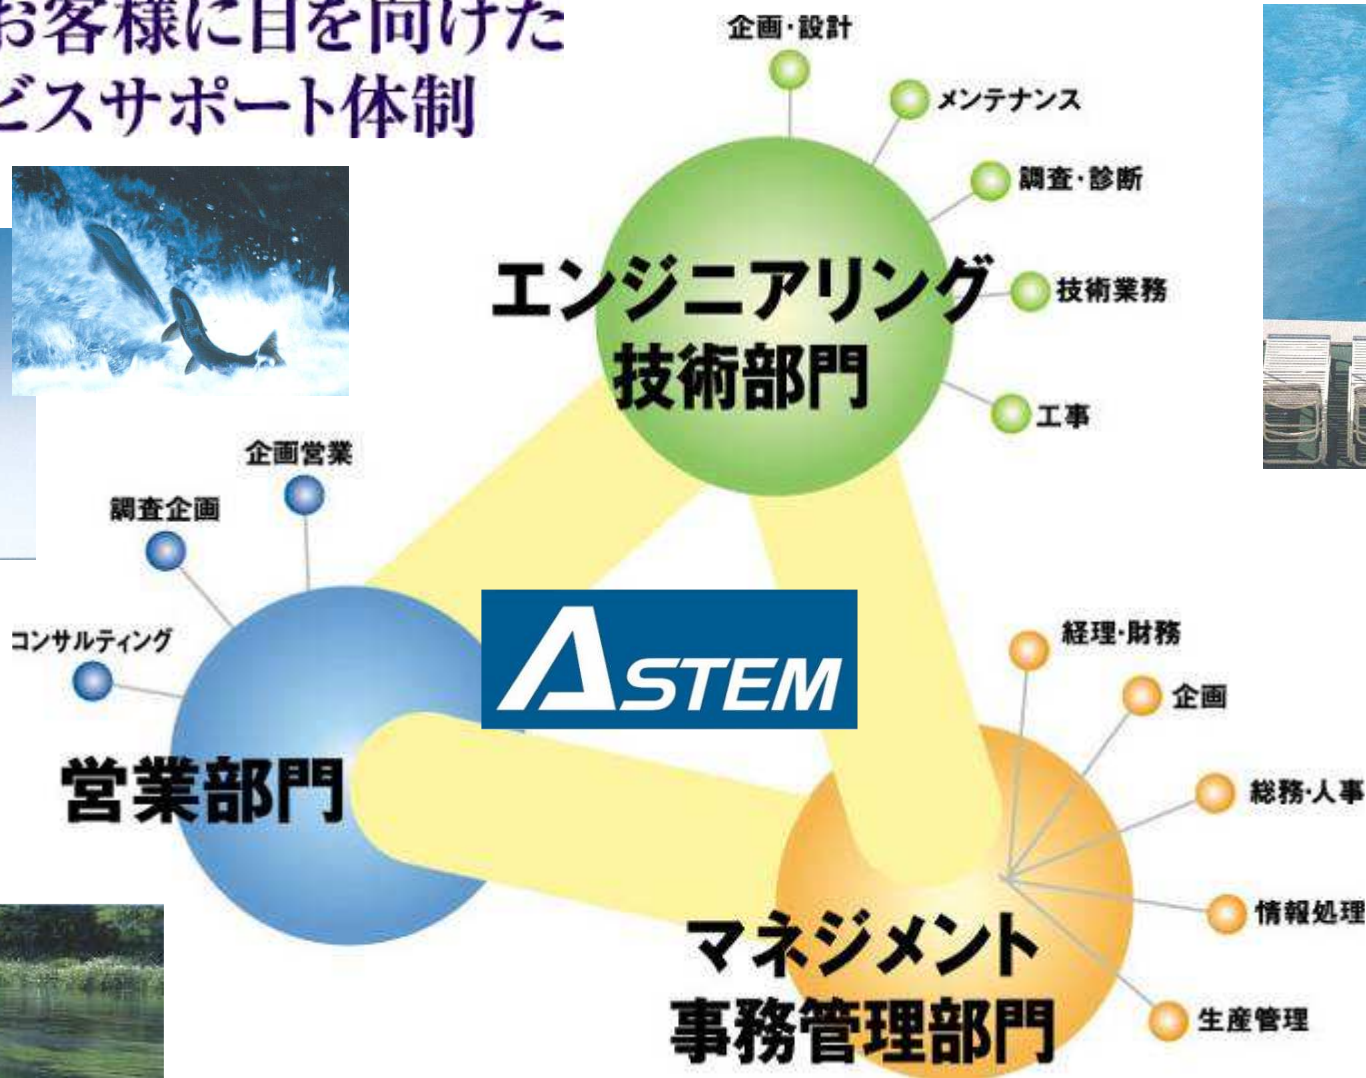 お客様に目を向けた
ビスサポート体制
企画・設計
メンテナンス
調査・診断
エンジニアリング
技術部門
技術業務
工事
企画営業
調査企画
コンサルティング
営業部門
ASTEM
経理・財務
企画
総務・人事
情報処理
生産管理
マネジメント
事務管理部門